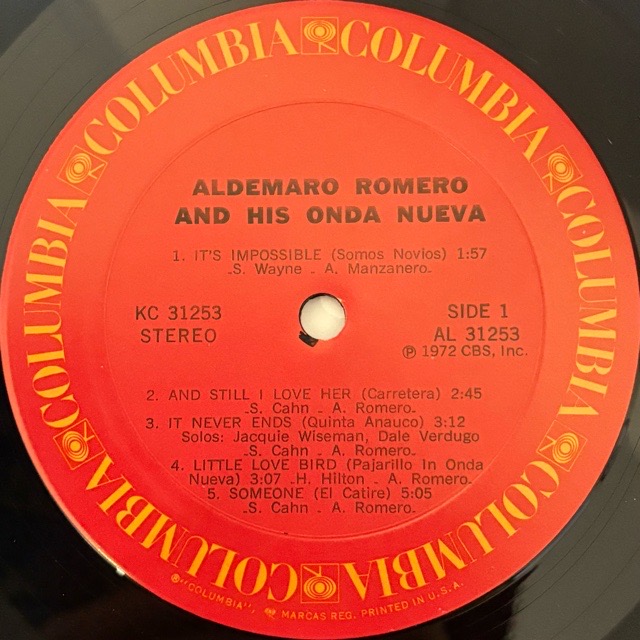 COLUMBIA COLUMBIA COLUMBIA COLUMBIA COLUMBIA COLUMBIA
ALDEMARO ROMERO
AND HIS ONDA NUEVA
1. IT'S IMPOSSIBLE (Somos Novios) 1:57
-S. Wayne - A. Manzanero-
KC 31253
STEREO
SIDE 1
AL 31253
Ⓟ 1972 CBS, Inc.
2. AND STILL I LOVE HER (Carretera) 2:45
-S. Cahn - A. Romero-
3. IT NEVER ENDS (Quinta Anauco) 3:12
Solos: Jacquie Wiseman, Dale Verdugo
-S. Cahn - A. Romero-
4. LITTLE LOVE BIRD (Pajarillo In Onda
Nueva) 3:07 -H. Hilton - A. Romero-
5. SOMEONE (El Catire) 5:05
-S. Cahn - A. Romero-
®"COLUMBIA", MARCAS REG. PRINTED IN U.S.A.